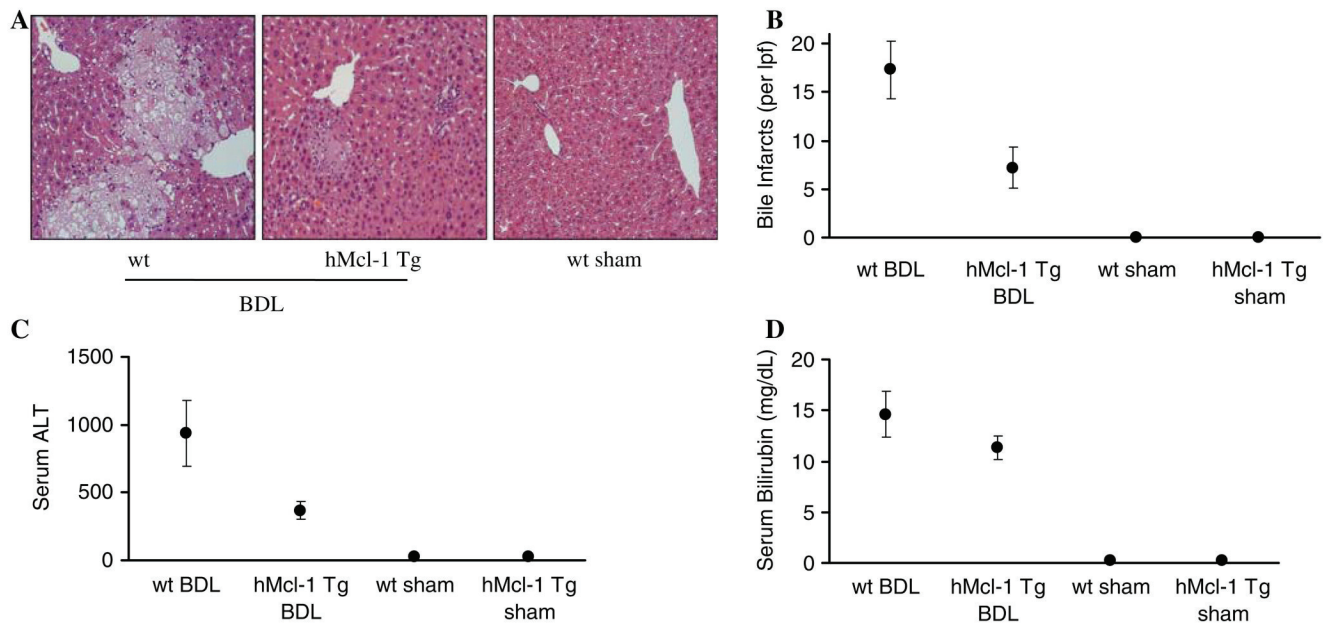 A
wt
hMcl-1 Tg
wt sham
BDL
B
Bile Infarcts (per lpf)
20
15
10
5
0
wt BDL
hMcl-1 Tg
BDL
wt sham
hMcl-1 Tg
sham
C
Serum ALT
1500
1000
500
0
wt BDL
hMcl-1 Tg
BDL
wt sham
hMcl-1 Tg
sham
D
Serum Bilirubin (mg/dL)
20
15
10
5
0
wt BDL
hMcl-1 Tg
BDL
wt sham
hMcl-1 Tg
sham